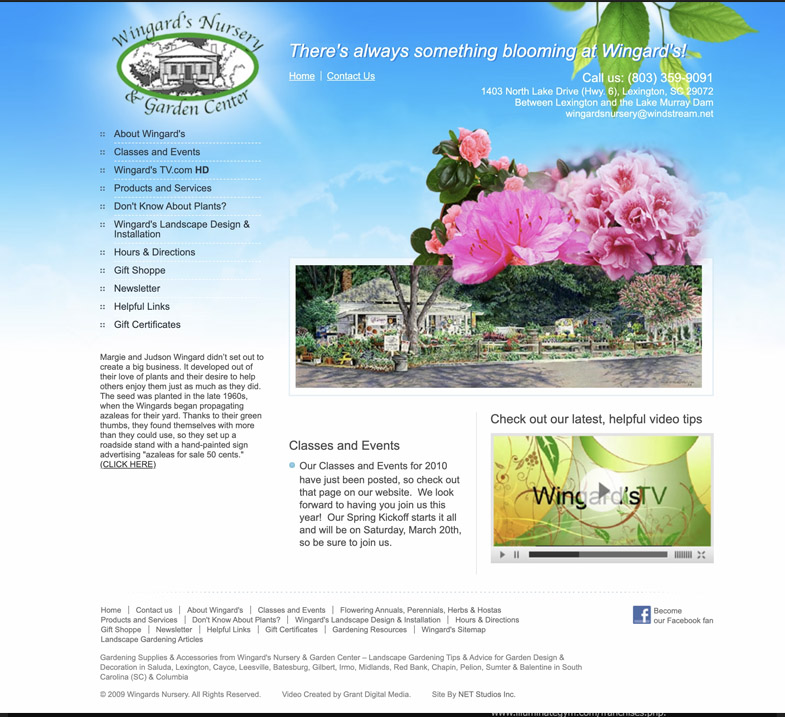 Wingard's Nursery
& Garden Center
There's always something blooming at Wingard's!
Home | Contact Us
Call us: (803) 359-9091
1403 North Lake Drive (Hwy. 6), Lexington, SC 29072
Between Lexington and the Lake Murray Dam
wingardsnursery@windstream.net
About Wingard's
Classes and Events
Wingard's TV.com HD
Products and Services
Don't Know About Plants?
Wingard's Landscape Design &
Installation
Hours & Directions
Gift Shoppe
Newsletter
Helpful Links
Gift Certificates
Margie and Judson Wingard didn't set out to
create a big business. It developed out of
their love of plants and their desire to help
others enjoy them just as much as they did.
The seed was planted in the late 1960s,
when the Wingards began propagating
azaleas for their yard. Thanks to their green
thumbs, they found themselves with more
than they could use, so they set up a
roadside stand with a hand-painted sign
advertising "azaleas for sale 50 cents."
(CLICK HERE)
Classes and Events
Our Classes and Events for 2010
have just been posted, so check out
that page on our website. We look
forward to having you join us this
year! Our Spring Kickoff starts it all
and will be on Saturday, March 20th,
so be sure to join us.
Check out our latest, helpful video tips
Wingard'sTV
Home | Contact us | About Wingard's | Classes and Events | Flowering Annuals, Perennials, Herbs & Hostas
Products and Services | Don't Know About Plants? | Wingard's Landscape Design & Installation | Hours & Directions
Gift Shoppe | Newsletter | Helpful Links | Gift Certificates | Gardening Resources | Wingard's Sitemap
Landscape Gardening Articles
Become
our Facebook fan
Gardening Supplies & Accessories from Wingard's Nursery & Garden Center – Landscape Gardening Tips & Advice for Garden Design &
Decoration in Saluda, Lexington, Cayce, Leesville, Batesburg, Gilbert, Irmo, Midlands, Red Bank, Chapin, Pelion, Sumter & Balentine in South
Carolina (SC) & Columbia
© 2009 Wingards Nursery. All Rights Reserved. Video Created by Grant Digital Media. Site By NET Studios Inc.
www.illuminategym.com/franchises.php.